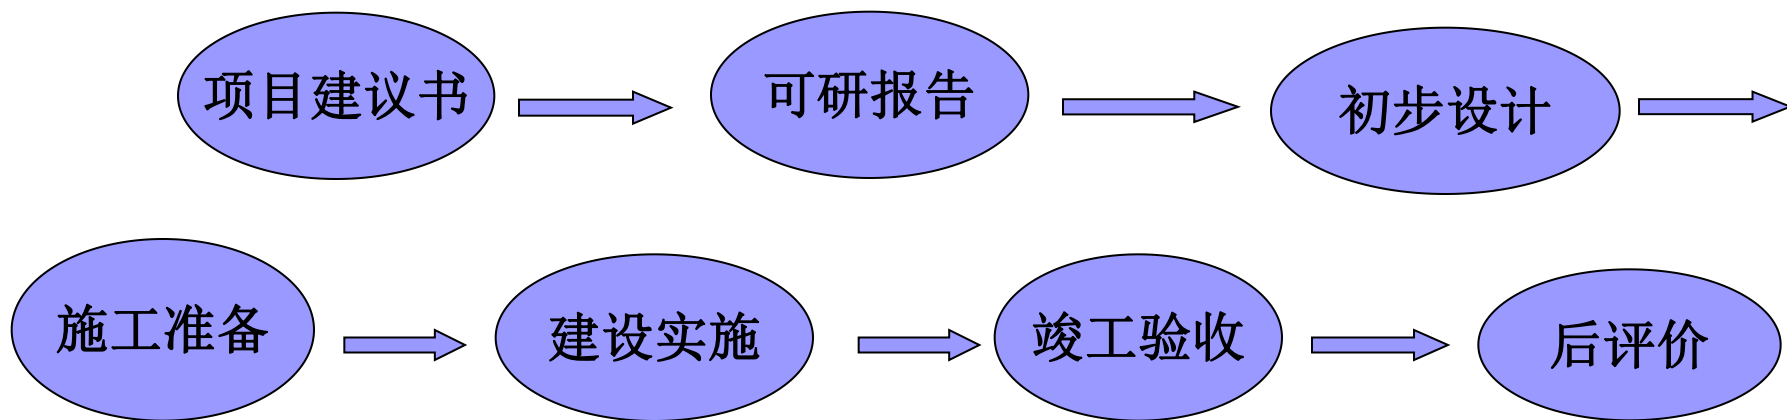 项目建议书
可研报告
初步设计
施工准备
建设实施
竣工验收
后评价